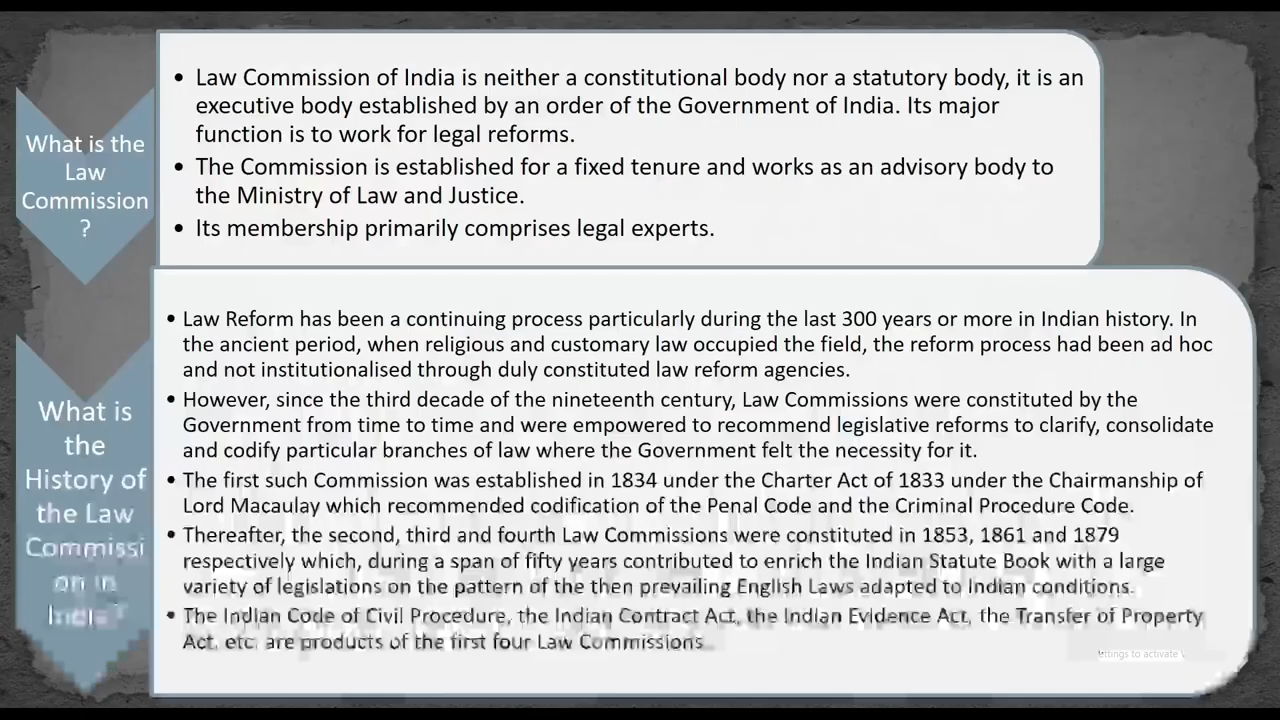 What is the
Law
Commission
?
• Law Commission of India is neither a constitutional body nor a statutory body, it is an
executive body established by an order of the Government of India. Its major
function is to work for legal reforms.
• The Commission is established for a fixed tenure and works as an advisory body to
the Ministry of Law and Justice.
• Its membership primarily comprises legal experts.
What is
the
History of
the Law
Commissi
on in
India?
• Law Reform has been a continuing process particularly during the last 300 years or more in Indian history. In
the ancient period, when religious and customary law occupied the field, the reform process had been ad hoc
and not institutionalised through duly constituted law reform agencies.
• However, since the third decade of the nineteenth century, Law Commissions were constituted by the
Government from time to time and were empowered to recommend legislative reforms to clarify, consolidate
and codify particular branches of law where the Government felt the necessity for it.
• The first such Commission was established in 1834 under the Charter Act of 1833 under the Chairmanship of
Lord Macaulay which recommended codification of the Penal Code and the Criminal Procedure Code.
• Thereafter, the second, third and fourth Law Commissions were constituted in 1853, 1861 and 1879
respectively which, during a span of fifty years contributed to enrich the Indian Statute Book with a large
variety of legislations on the pattern of the then prevailing English Laws adapted to Indian conditions.
• The Indian Code of Civil Procedure, the Indian Contract Act, the Indian Evidence Act, the Transfer of Property
Act, etc. are products of the first four Law Commissions.
ttings to activate